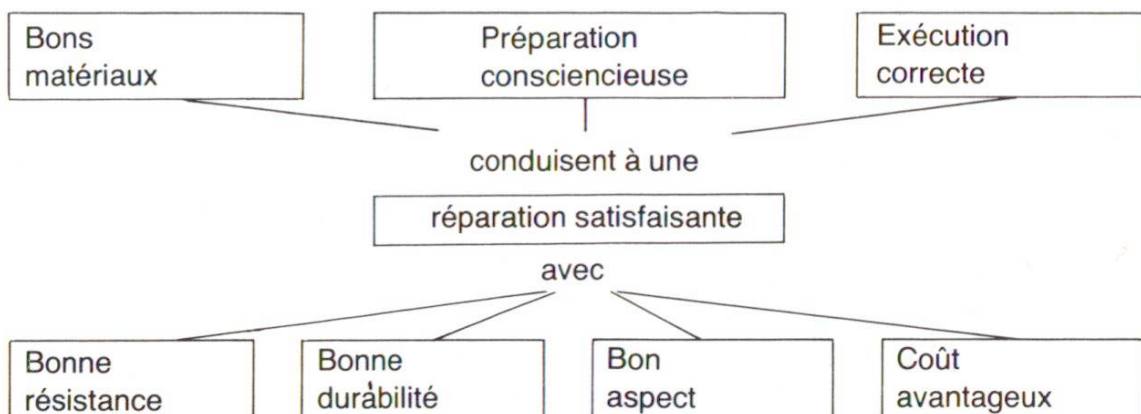 Bons
matériaux
Préparation
consciencieuse
Exécution
correcte
conduisent à une
réparation satisfaisante
avec
Bonne
résistance
Bonne
durabilité
Bon
aspect
Coût
avantageux